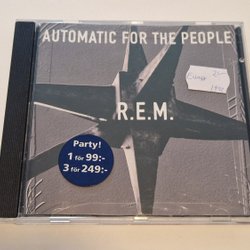 AUTOMATIC FOR THE PEOPLE
R.E.M.
Party!
1 för 99:-
3 för 249:-